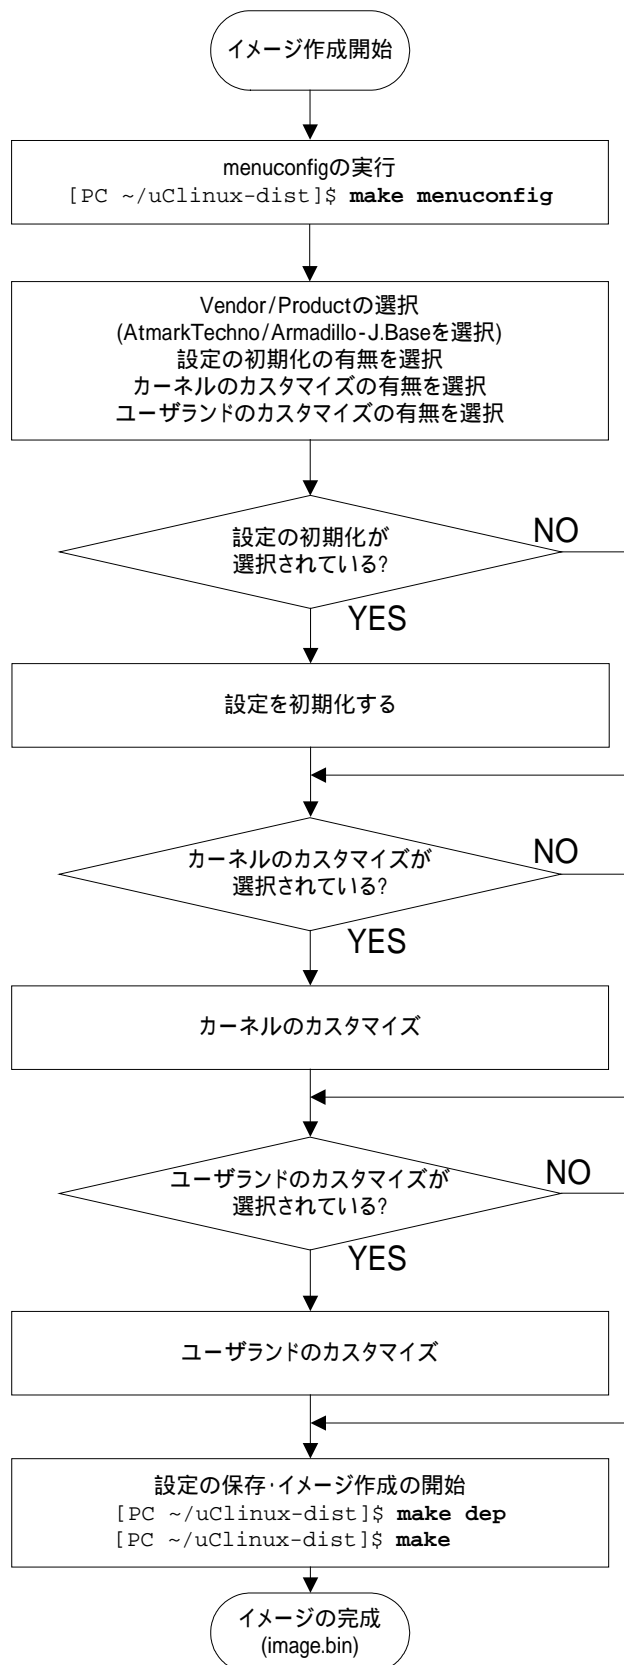 イメージ作成開始
menuconfigの実行
[PC ~/uClinux-dist]$ make menuconfig
Vendor/Productの選択
(AtmarkTechno/Armadillo-J.Baseを選択)
設定の初期化の有無を選択
カーネルのカスタマイズの有無を選択
ユーザランドのカスタマイズの有無を選択
設定の初期化が
選択されている?
NO
YES
設定を初期化する
カーネルのカスタマイズが
選択されている?
NO
YES
カーネルのカスタマイズ
ユーザランドのカスタマイズが
選択されている?
NO
YES
ユーザランドのカスタマイズ
設定の保存・イメージ作成の開始
[PC ~/uClinux-dist]$ make dep
[PC ~/uClinux-dist]$ make
イメージの完成
(image.bin)